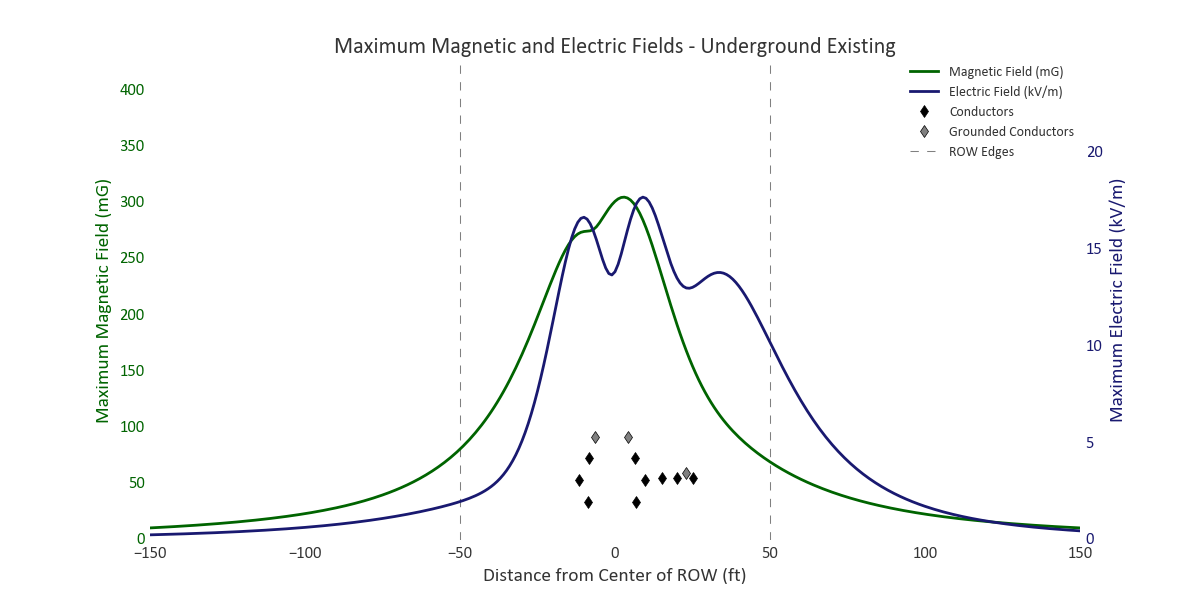 Maximum Magnetic and Electric Fields - Underground Existing
Magnetic Field (mG)
Electric Field (kV/m)
Conductors
Grounded Conductors
ROW Edges
Maximum Magnetic Field (mG)
400
350
300
250
200
150
100
50
0
Maximum Electric Field (kV/m)
20
15
10
5
0
−150
−100
−50
0
50
100
150
Distance from Center of ROW (ft)